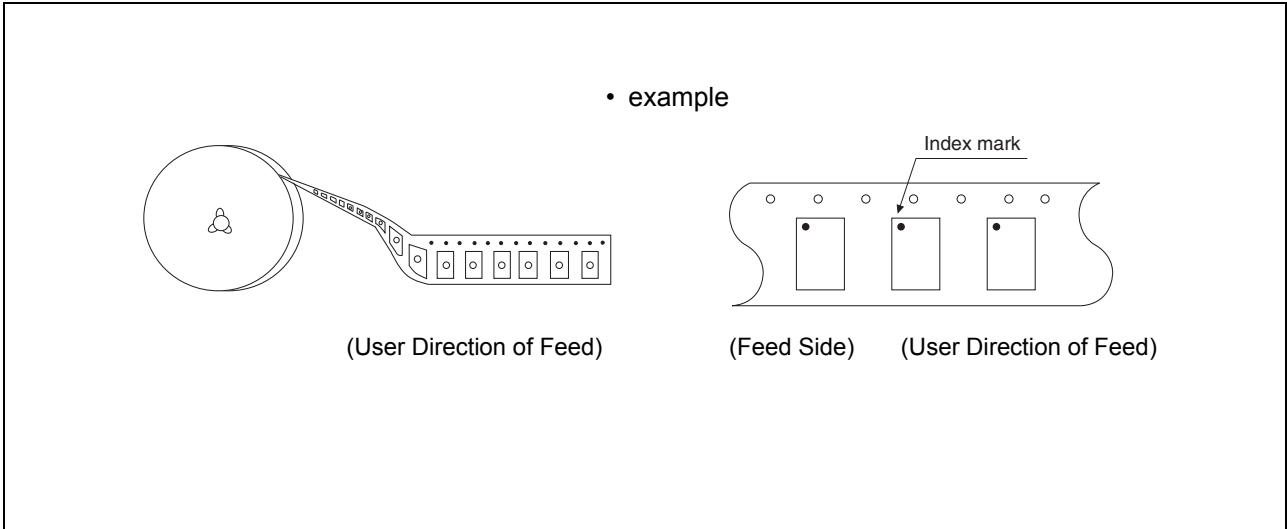 • example
Index mark
(User Direction of Feed)
(Feed Side)
(User Direction of Feed)